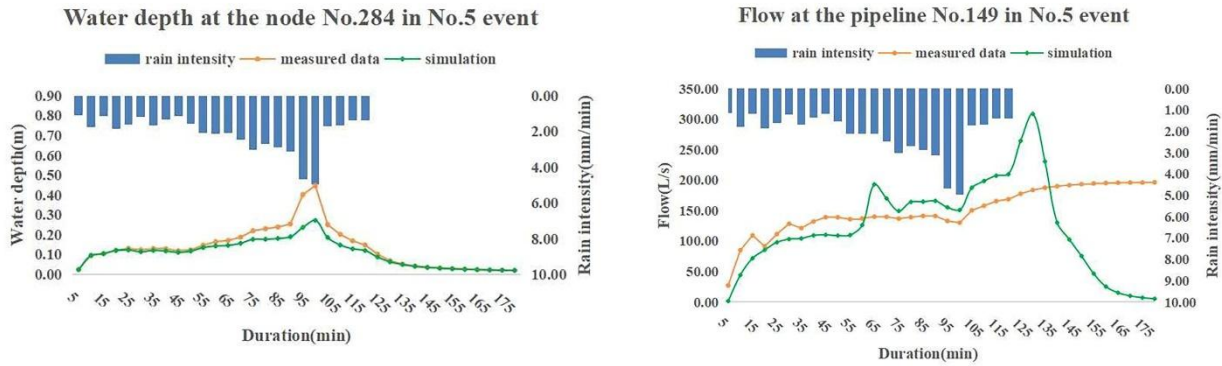 Water depth at the node No.284 in No.5 event
rain intensity measured data simulation
0.90
0.80
0.70
0.60
0.50
0.40
0.30
0.20
0.10
0.00
Water depth(m)
0.00
2.00
4.00
6.00
8.00
10.00
Rain intensity(mm/min)
5 15 25 35 45 55 65 75 85 95 105 115 125 135 145 155 165 175
Duration(min)
Flow at the pipeline No.149 in No.5 event
rain intensity measured data simulation
350.00
300.00
250.00
200.00
150.00
100.00
50.00
0.00
Flow(L/s)
0.00
1.00
2.00
3.00
4.00
5.00
6.00
7.00
8.00
9.00
10.00
Rain intensity(mm/min)
5 15 25 35 45 55 65 75 85 95 105 115 125 135 145 155 165 175
Duration(min)